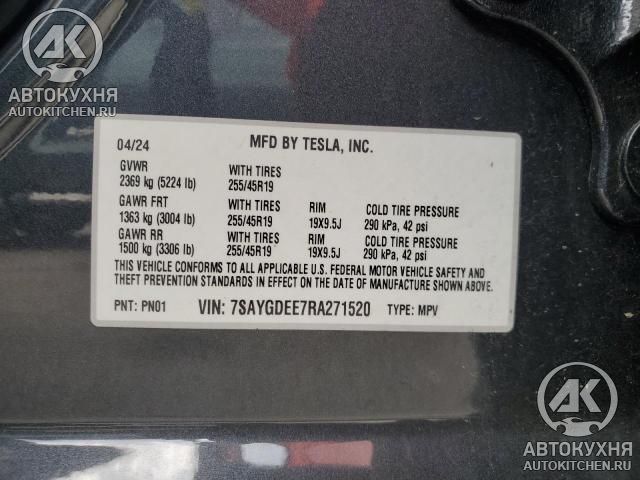 АК
АВТОКУХНЯ
AUTOKITCHEN.RU
04/24 MFD BY TESLA, INC.
GVWR WITH TIRES
2369 kg (5224 lb) 255/45R19
GAWR FRT WITH TIRES RIM COLD TIRE PRESSURE
1363 kg (3004 lb) 255/45R19 19X9.5J 290 kPa, 42 psi
GAWR RR WITH TIRES RIM COLD TIRE PRESSURE
1500 kg (3306 lb) 255/45R19 19X9.5J 290 kPa, 42 psi
THIS VEHICLE CONFORMS TO ALL APPLICABLE U.S. FEDERAL MOTOR VEHICLE SAFETY AND
THEFT PREVENTION STANDARDS IN EFFECT ON THE DATE OF MANUFACTURE SHOWN ABOVE.
PNT: PN01 VIN: 7SAYGDEE7RA271520 TYPE: MPV
АК
АВТОКУХНЯ
AUTOKITCHEN.RU